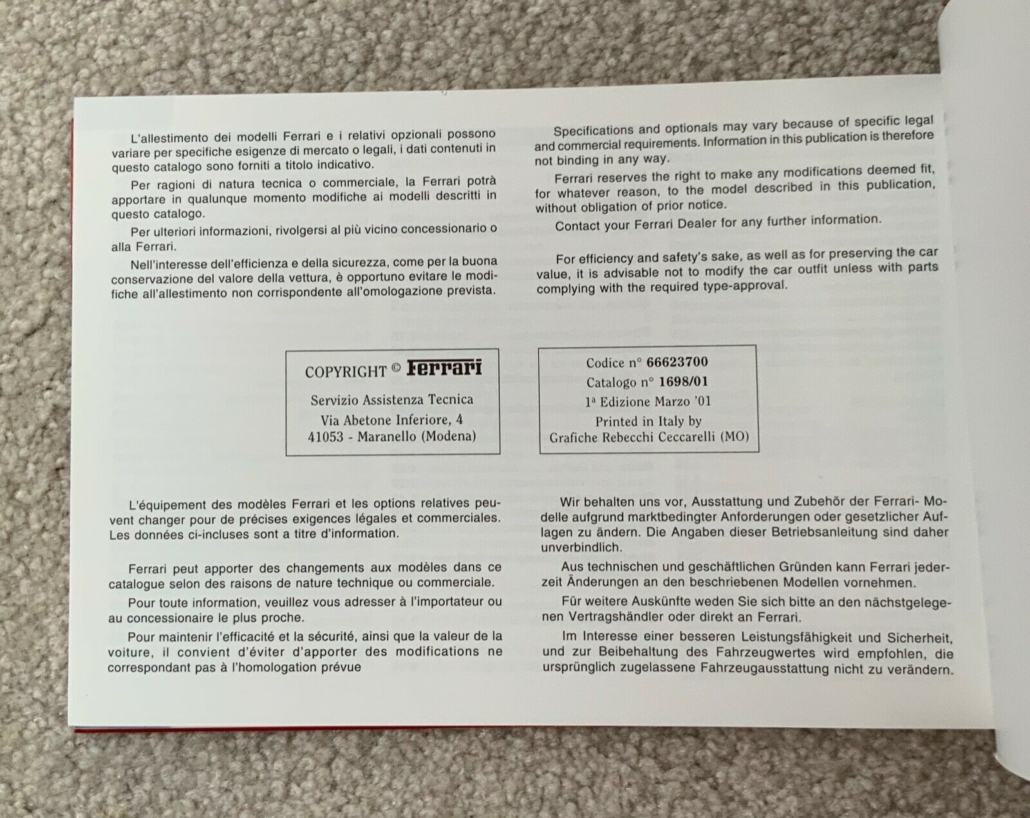 L'allestimento dei modelli Ferrari e i relativi opzionali possono
variare per specifiche esigenze di mercato o legali, i dati contenuti in
questo catalogo sono forniti a titolo indicativo.
Per ragioni di natura tecnica o commerciale, la Ferrari potrà
apportare in qualunque momento modifiche ai modelli descritti in
questo catalogo.
Per ulteriori informazioni, rivolgersi al più vicino concessionario o
alla Ferrari.
Nell'interesse dell'efficienza e della sicurezza, come per la buona
conservazione del valore della vettura, è opportuno evitare le modi-
fiche all'allestimento non corrispondente all'omologazione prevista.
Specifications and optionals may vary because of specific legal
and commercial requirements. Information in this publication is therefore
not binding in any way.
Ferrari reserves the right to make any modifications deemed fit,
for whatever reason, to the model described in this publication,
without obligation of prior notice.
Contact your Ferrari Dealer for any further information.
For efficiency and safety's sake, as well as for preserving the car
value, it is advisable not to modify the car outfit unless with parts
complying with the required type-approval.
COPYRIGHT © Ferrari
Servizio Assistenza Tecnica
Via Abetone Inferiore, 4
41053 - Maranello (Modena)
Codice n° 66623700
Catalogo n° 1698/01
1ª Edizione Marzo '01
Printed in Italy by
Grafiche Rebecchi Ceccarelli (MO)
L'équipement des modèles Ferrari et les options relatives peu-
vent changer pour de précises exigences légales et commerciales.
Les données ci-incluses sont a titre d'information.
Ferrari peut apporter des changements aux modèles dans ce
catalogue selon des raisons de nature technique ou commerciale.
Pour toute information, veuillez vous adresser à l'importateur ou
au concessionaire le plus proche.
Pour maintenir l'efficacité et la sécurité, ainsi que la valeur de la
voiture, il convient d'éviter d'apporter des modifications ne
correspondant pas à l'homologation prévue
Wir behalten uns vor, Ausstattung und Zubehör der Ferrari- Mo-
delle aufgrund marktbedingter Anforderungen oder gesetzlicher Auf-
lagen zu ändern. Die Angaben dieser Betriebsanleitung sind daher
unverbindlich.
Aus technischen und geschäftlichen Gründen kann Ferrari jeder-
zeit Änderungen an den beschriebenen Modellen vornehmen.
Für weitere Auskünfte weden Sie sich bitte an den nächstgelege-
nen Vertragshändler oder direkt an Ferrari.
Im Interesse einer besseren Leistungsfähigkeit und Sicherheit,
und zur Beibehaltung des Fahrzeugwertes wird empfohlen, die
ursprünglich zugelassene Fahrzeugausstattung nicht zu verändern.